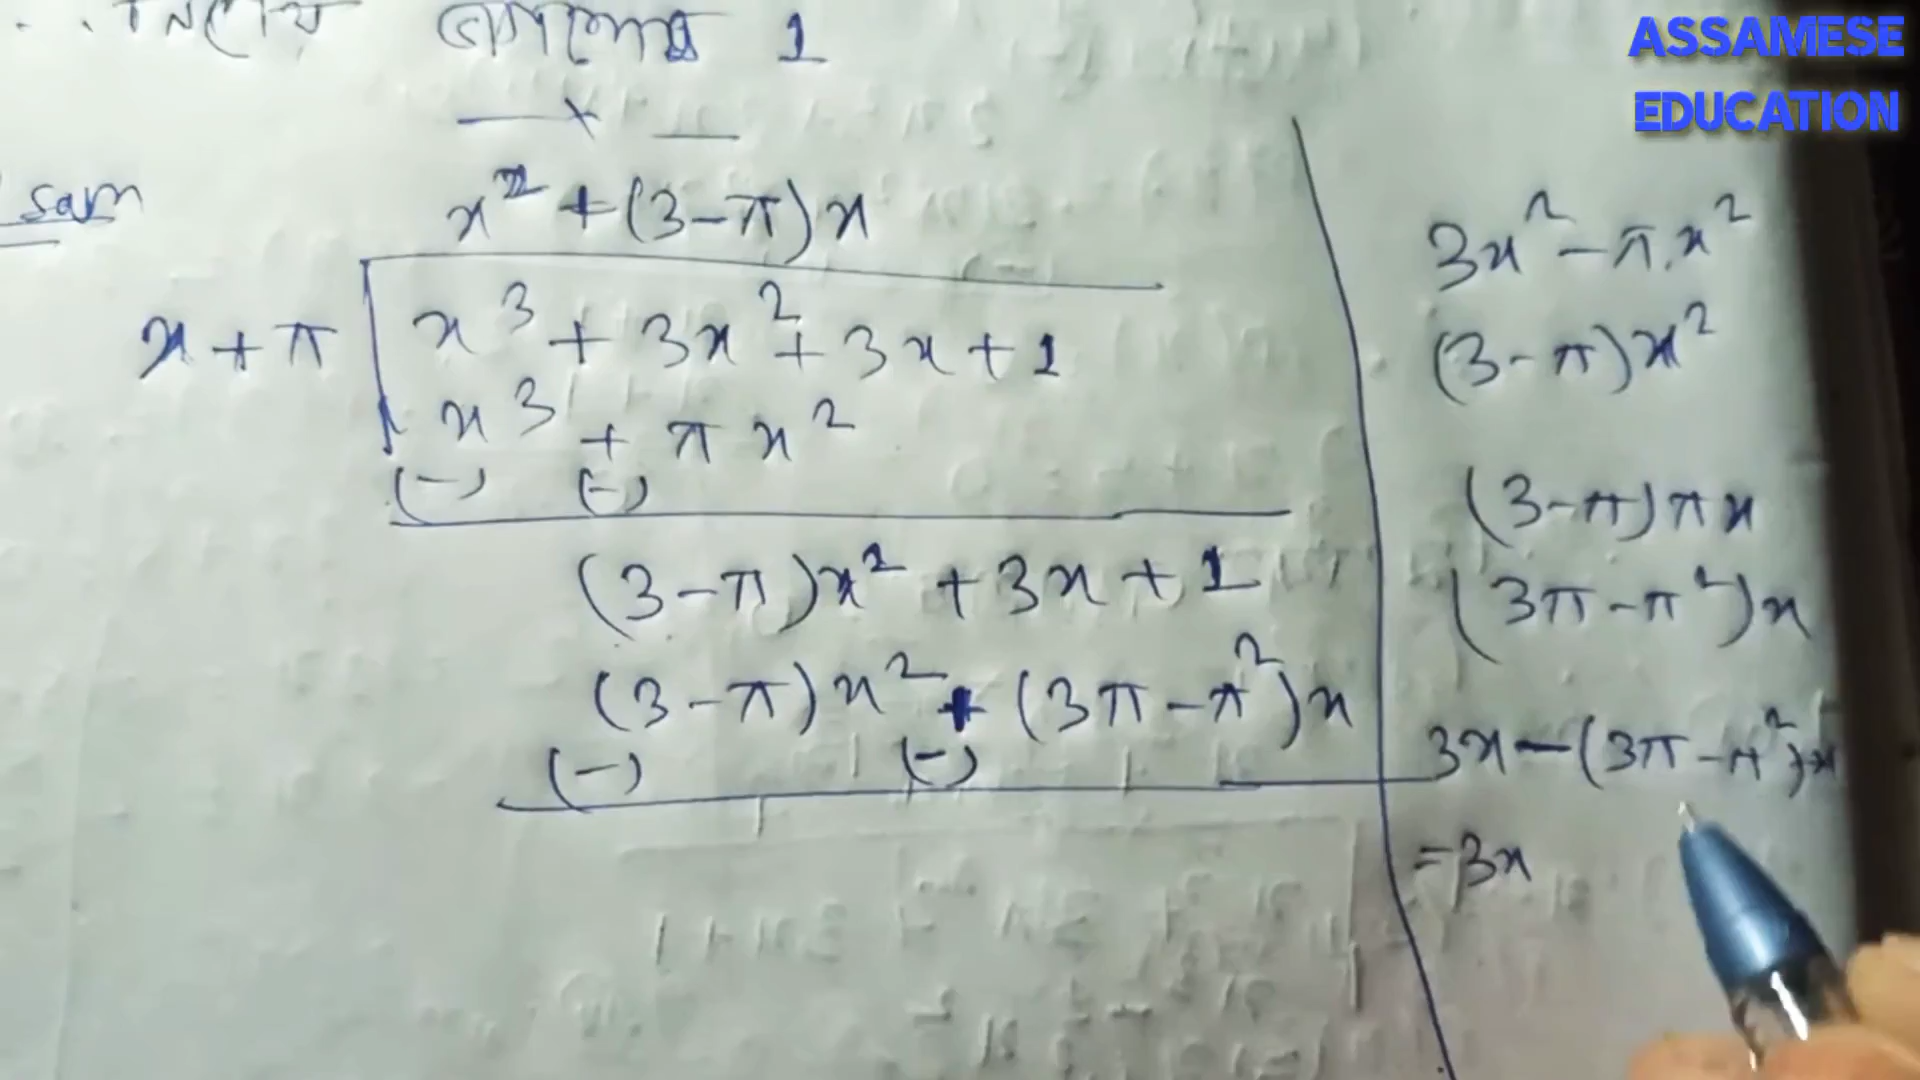 ASSAMESE
EDUCATION
1
x² + (3-π)x
x + π
x³ + 3x² + 3x + 1
x³ + πx²
(-) (-)
(3-π)x² + 3x + 1
(3-π)x² + (3π-π²)x
(-) (-)
3x² - π.x²
(3-π)x²
(3-π)πx
(3π-π²)x
3x-(3π-π²)x
=3x